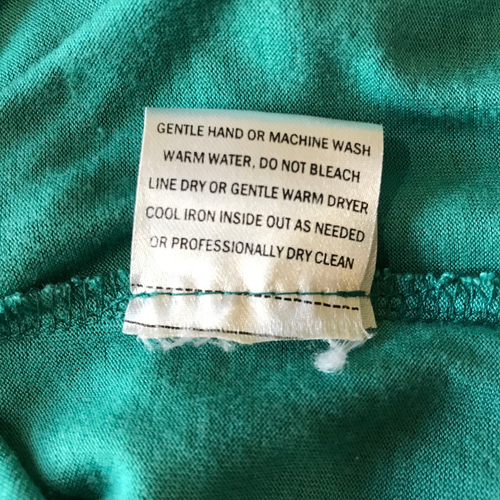 GENTLE HAND OR MACHINE WASH
WARM WATER, DO NOT BLEACH
LINE DRY OR GENTLE WARM DRYER
COOL IRON INSIDE OUT AS NEEDED
OR PROFESSIONALLY DRY CLEAN